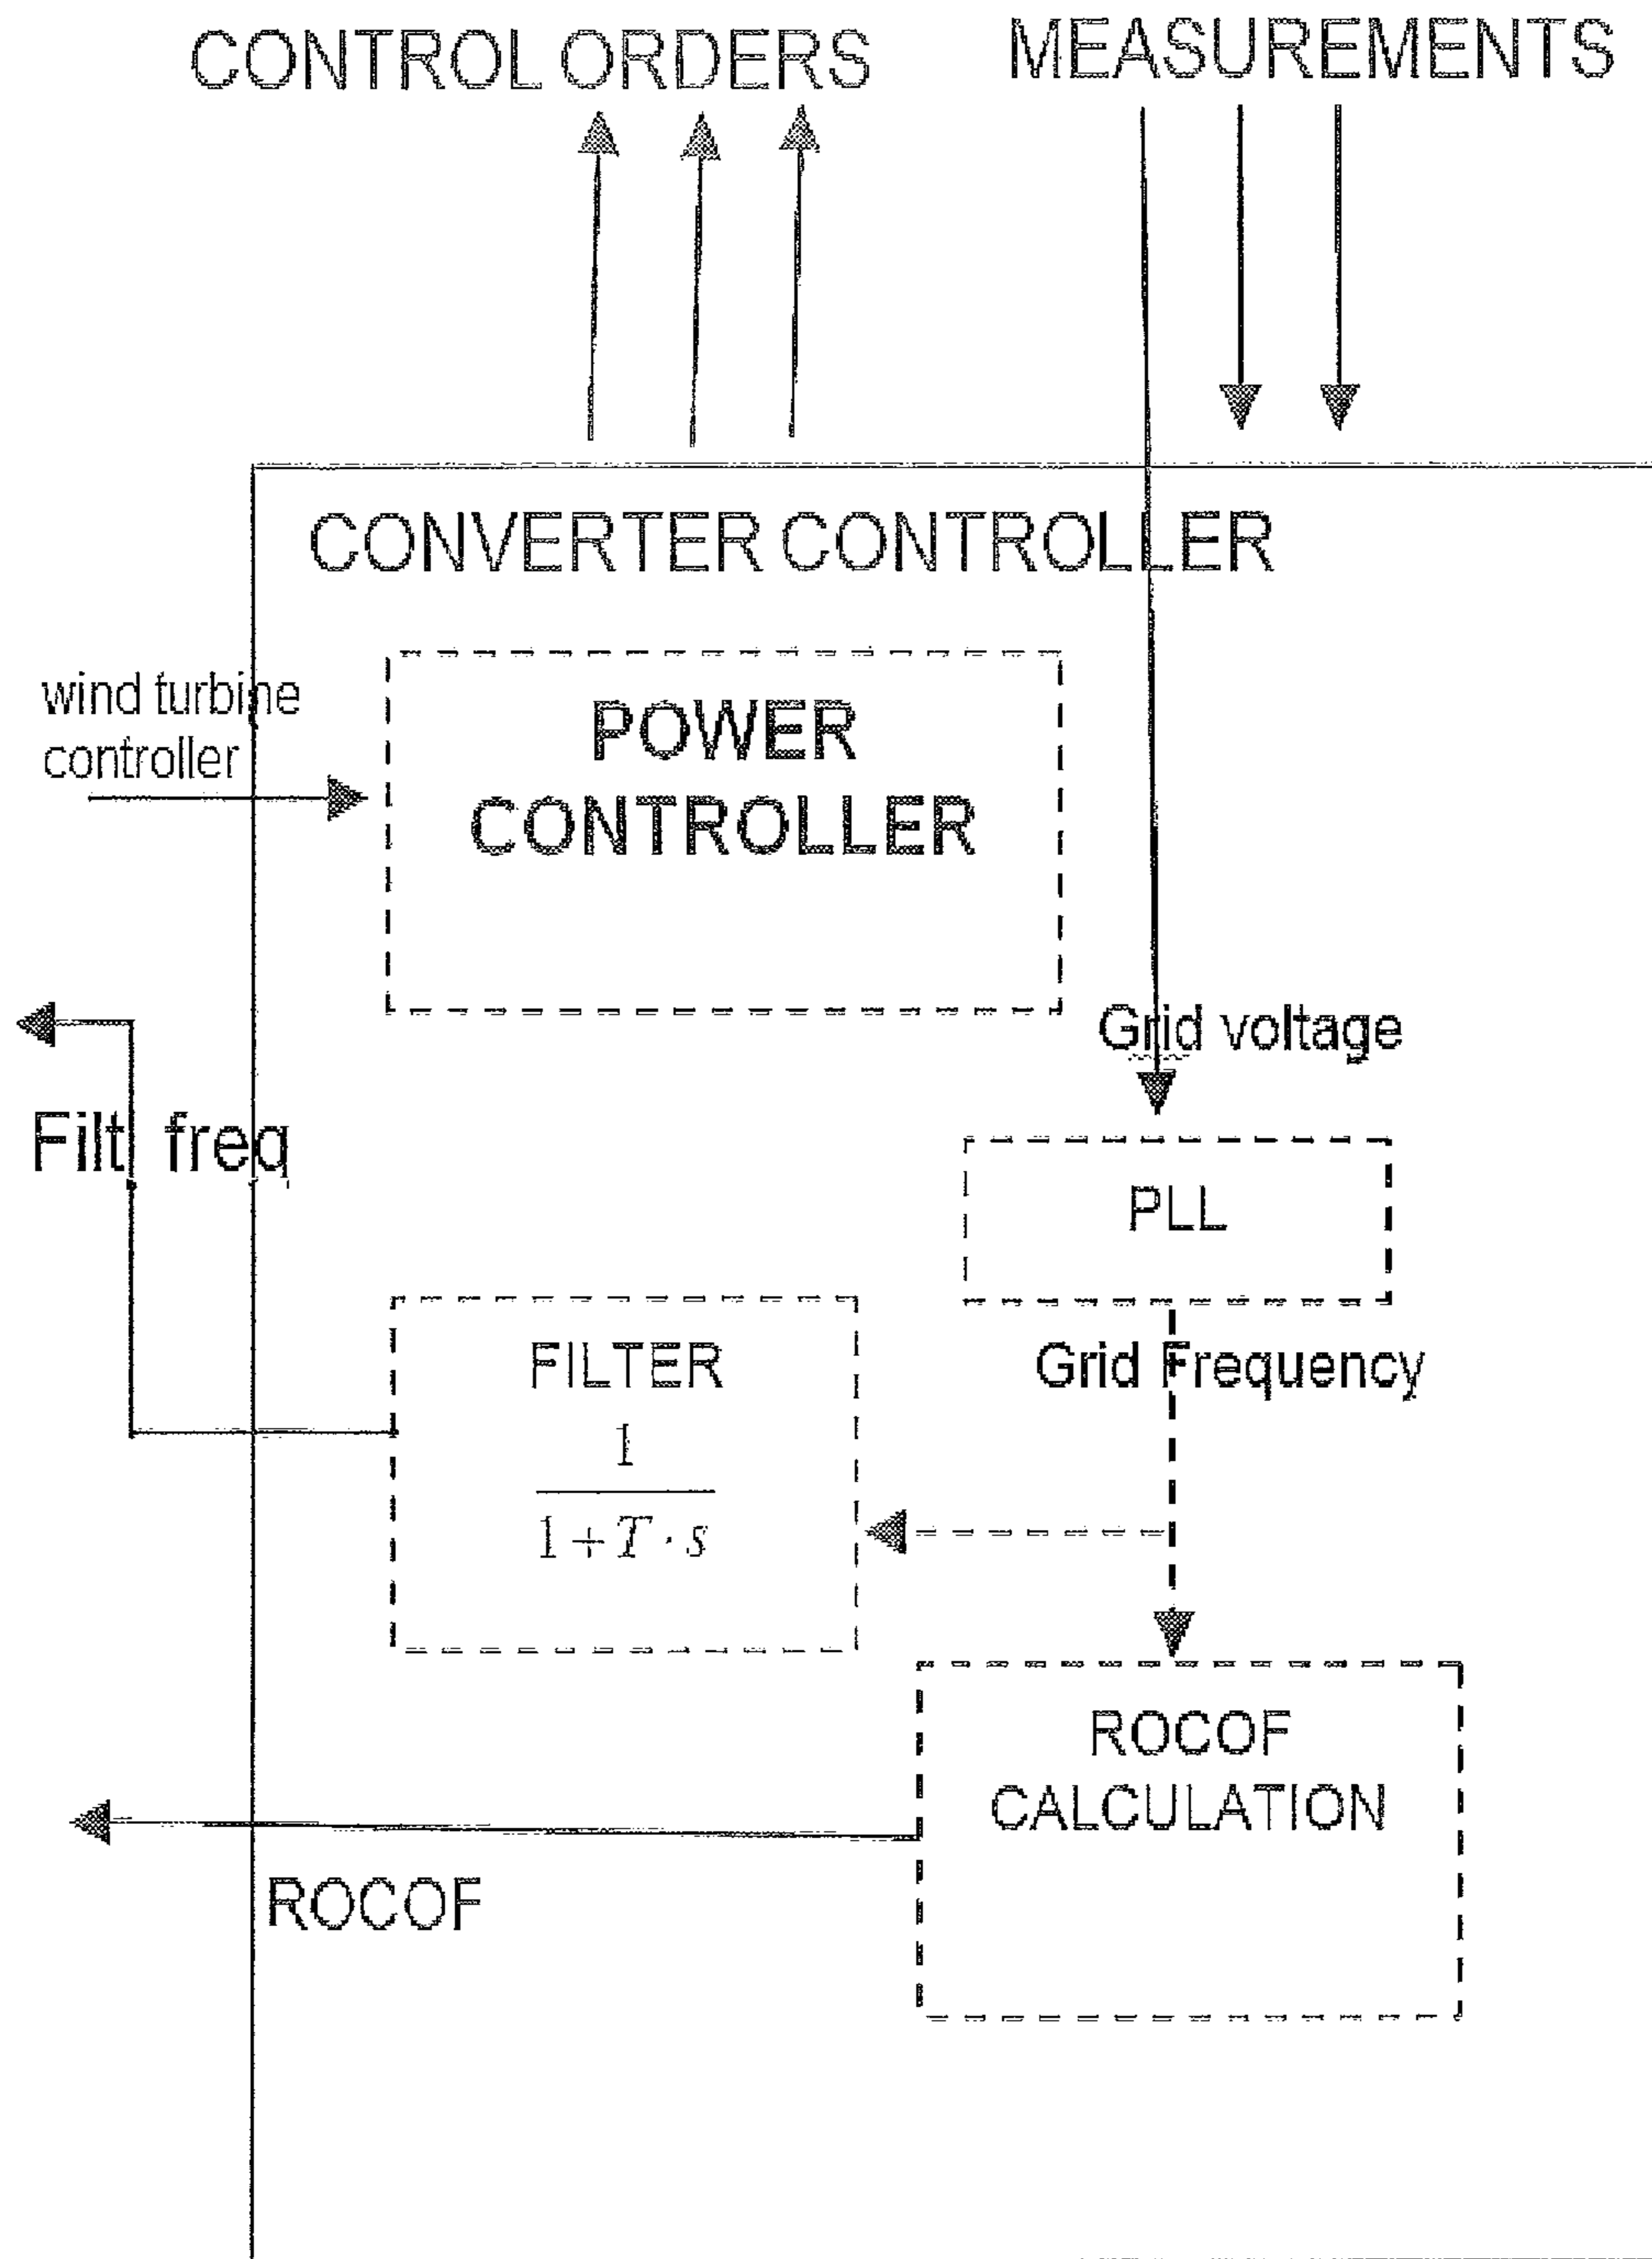 CONTROL ORDERS
MEASUREMENTS
CONVERTER CONTROLLER
wind turbine
controller
POWER
CONTROLLER
Grid voltage
Filt freq
PLL
FILTER
1
1+T·s
Grid Frequency
ROCOF
CALCULATION
ROCOF